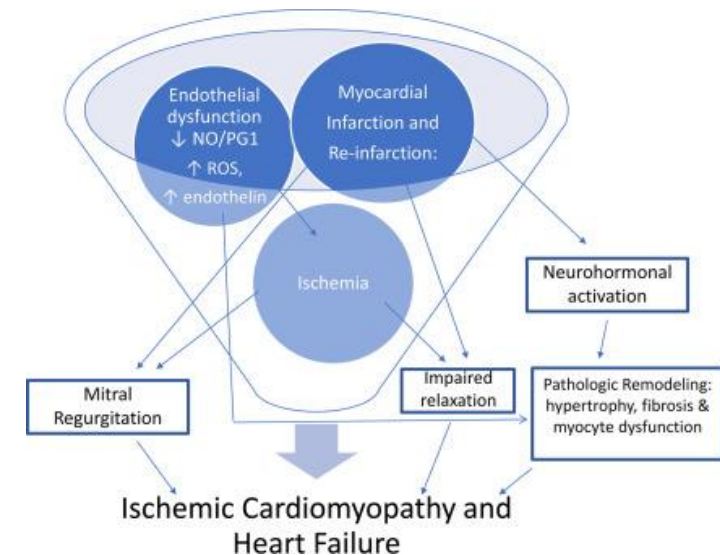 Endothelial
dysfunction
↓ NO/PG1
↑ ROS,
↑ endothelin
Myocardial
Infarction and
Re-infarction:
Ischemia
Neurohormonal
activation
Mitral
Regurgitation
Impaired
relaxation
Pathologic Remodeling:
hypertrophy, fibrosis &
myocyte dysfunction
Ischemic Cardiomyopathy and
Heart Failure